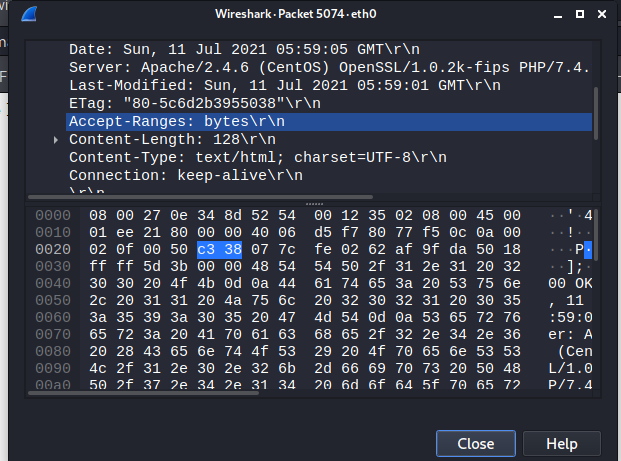 Wireshark · Packet 5074 · eth0
Date: Sun, 11 Jul 2021 05:59:05 GMT\r\n
Server: Apache/2.4.6 (CentOS) OpenSSL/1.0.2k-fips PHP/7.4.
Last-Modified: Sun, 11 Jul 2021 05:59:01 GMT\r\n
ETag: "80-5c6d2b3955038"\r\n
Accept-Ranges: bytes\r\n
Content-Length: 128\r\n
Content-Type: text/html; charset=UTF-8\r\n
Connection: keep-alive\r\n
\r\n
0000 08 00 27 0e 34 8d 52 54 00 12 35 02 08 00 45 00 ··'·4
0010 01 ee 21 80 00 00 40 06 d5 f7 80 77 f5 0c 0a 00 ··!··
0020 02 0f 00 50 c3 38 07 7c fe 02 62 af 9f da 50 18 ···P·
0030 ff ff 5d 3b 00 00 48 54 54 50 2f 31 2e 31 20 32 ··];·
0040 30 30 20 4f 4b 0d 0a 44 61 74 65 3a 20 53 75 6e 00 OK
0050 2c 20 31 31 20 4a 75 6c 20 32 30 32 31 20 30 35 , 11
0060 3a 35 39 3a 30 35 20 47 4d 54 0d 0a 53 65 72 76 :59:0
0070 65 72 3a 20 41 70 61 63 68 65 2f 32 2e 34 2e 36 er: A
0080 20 28 43 65 6e 74 4f 53 29 20 4f 70 65 6e 53 53 (Cen
0090 4c 2f 31 2e 30 2e 32 6b 2d 66 69 70 73 20 50 48 L/1.0
00a0 50 2f 37 2e 34 2e 31 34 20 6d 6f 64 5f 70 65 72 P/7.4
Close
Help